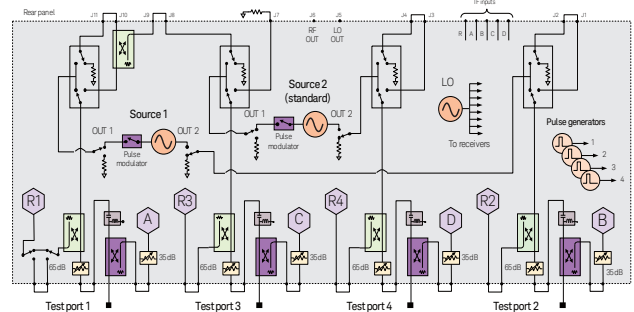 Rear panel
J11 J10 J9 J8 J7 J6 J5 J4 J3 J2 J1
IF inputs
RF OUT
LO OUT
R A B C D
Source 1
Source 2
(standard)
LO
To receivers
Pulse generators
1
2
3
4
OUT 1
Pulse
modulator
OUT 2
OUT 1
Pulse
modulator
OUT 2
R1
A
R3
C
R4
D
R2
B
65dB
35dB
65dB
35dB
65dB
35dB
65dB
35dB
Test port 1
Test port 3
Test port 4
Test port 2